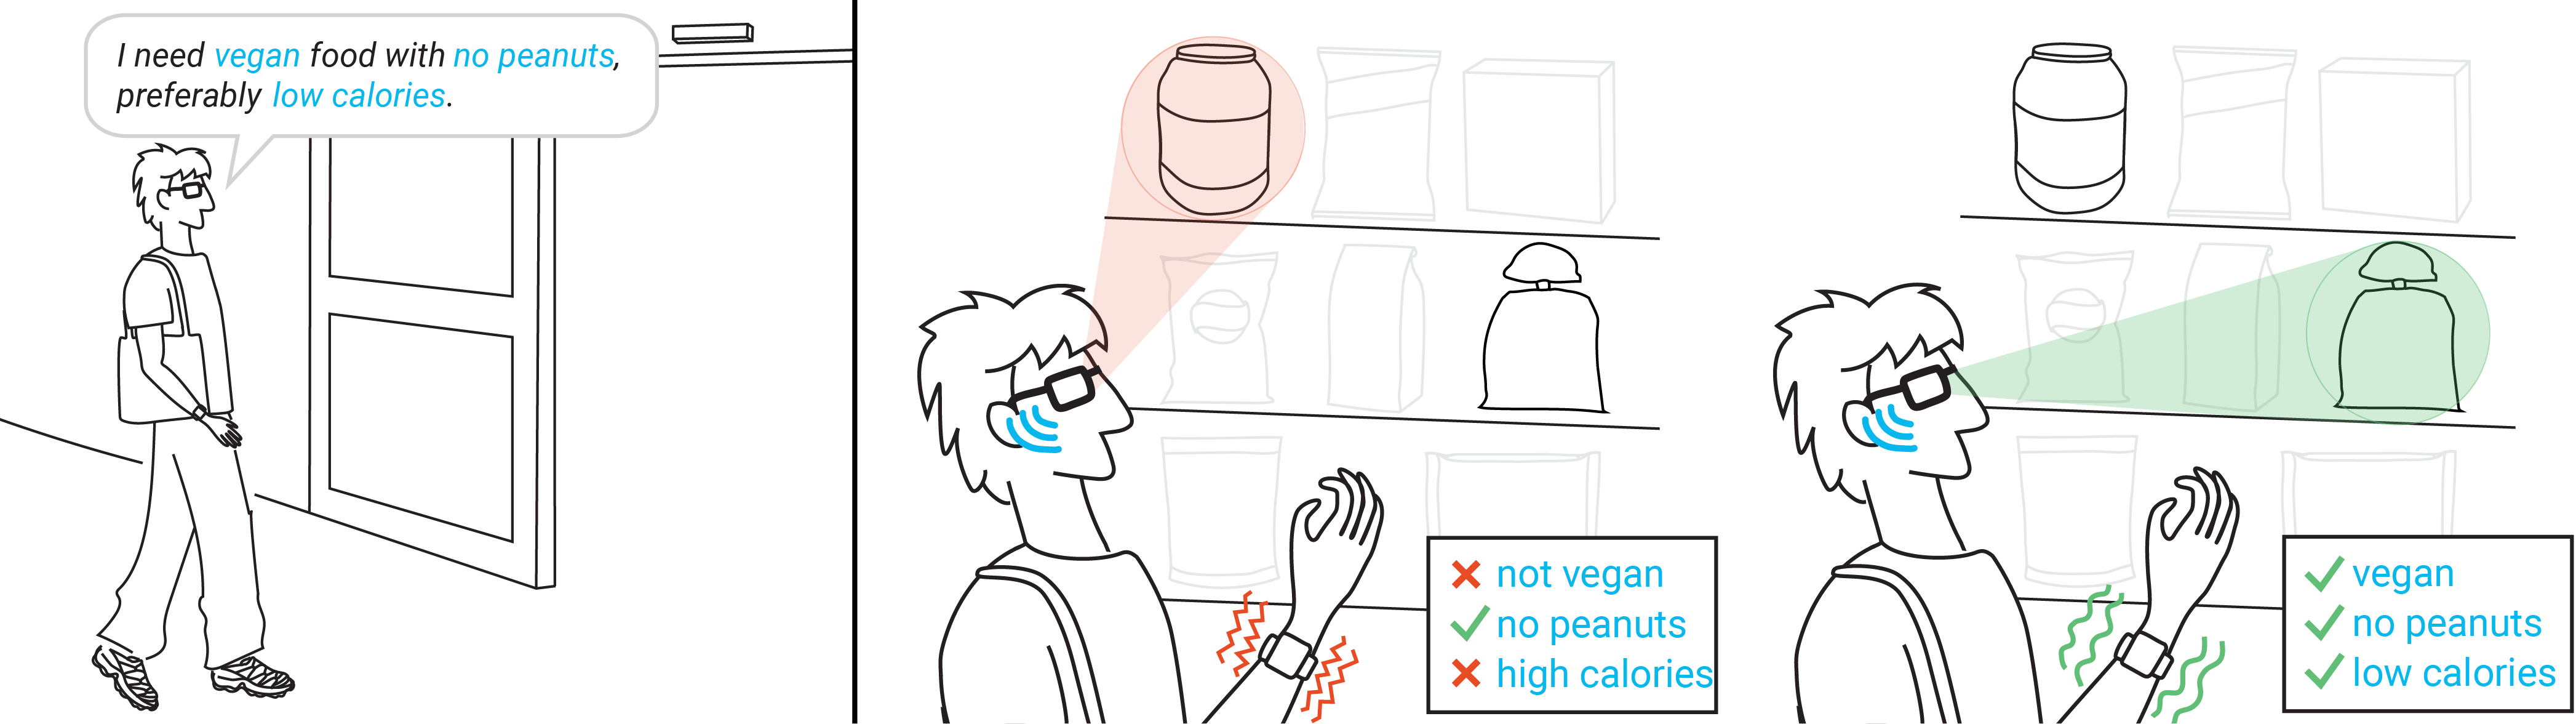 I need vegan food with no peanuts,
preferably low calories.
not vegan
no peanuts
high calories
vegan
no peanuts
low calories